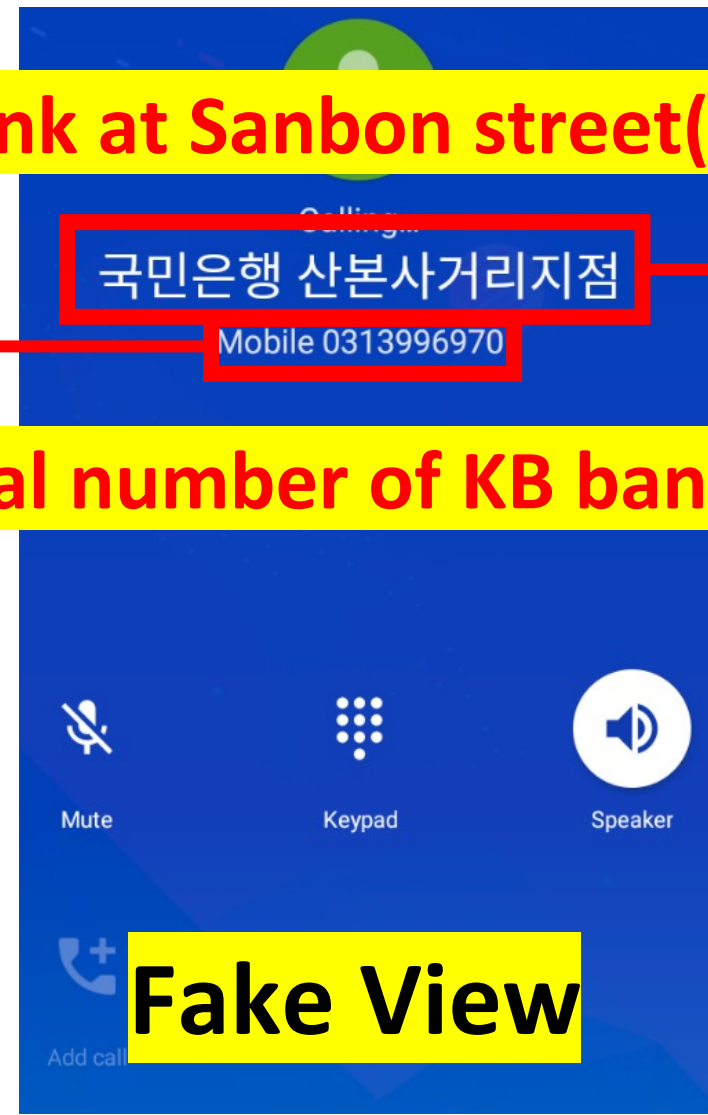 nk at Sanbon street(
Calling...
국민은행 산본사거리지점
Mobile 0313996970
al number of KB ban
Mute
Keypad
Speaker
Fake View
Add call